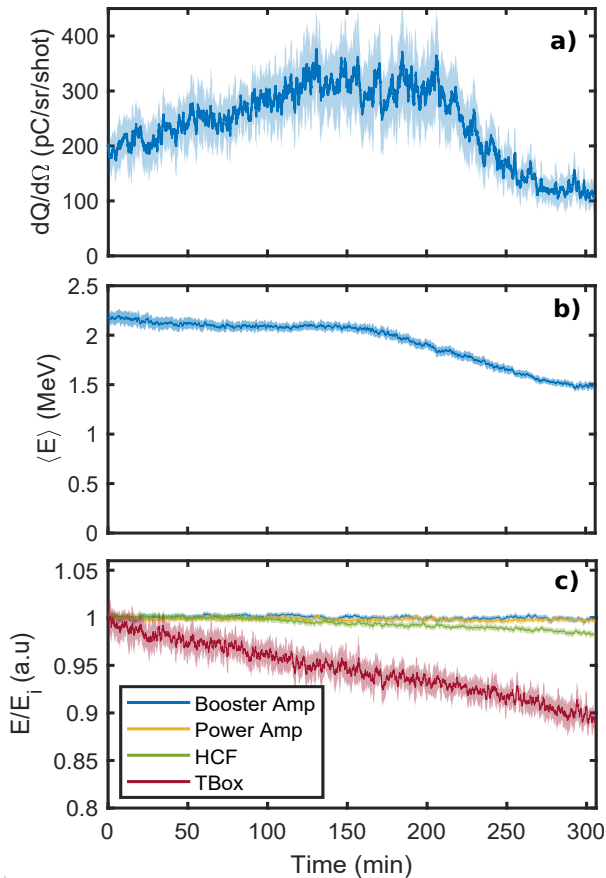 a)
400
300
200
100
0
dQ/dΩ (pC/sr/shot)
b)
2.5
2
1.5
1
0.5
0
⟨E⟩ (MeV)
c)
1.05
1
0.95
0.9
0.85
0.8
E/E_i (a.u)
Booster Amp
Power Amp
HCF
TBox
0 50 100 150 200 250 300
Time (min)